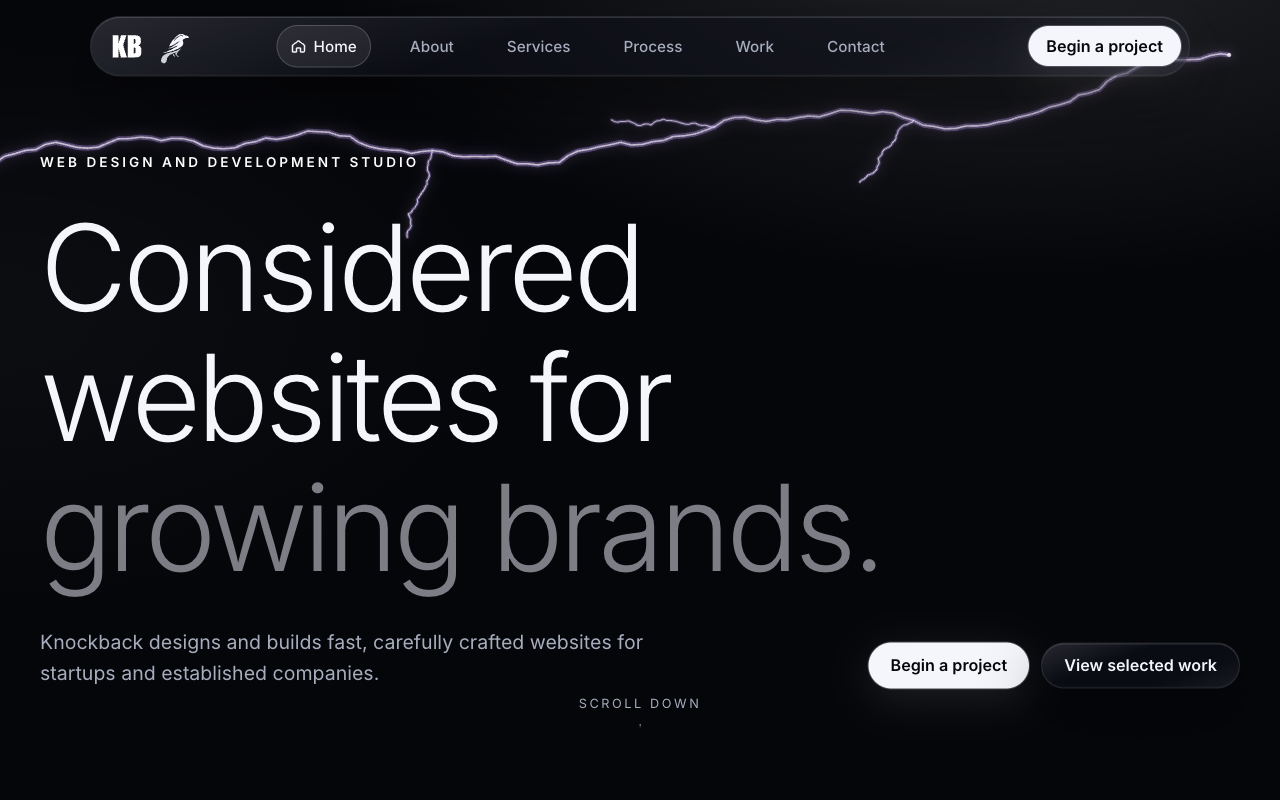 KB
Home
About
Services
Process
Work
Contact
Begin a project
WEB DESIGN AND DEVELOPMENT STUDIO
Considered
websites for
growing brands.
Knockback designs and builds fast, carefully crafted websites for
startups and established companies.
Begin a project
View selected work
SCROLL DOWN